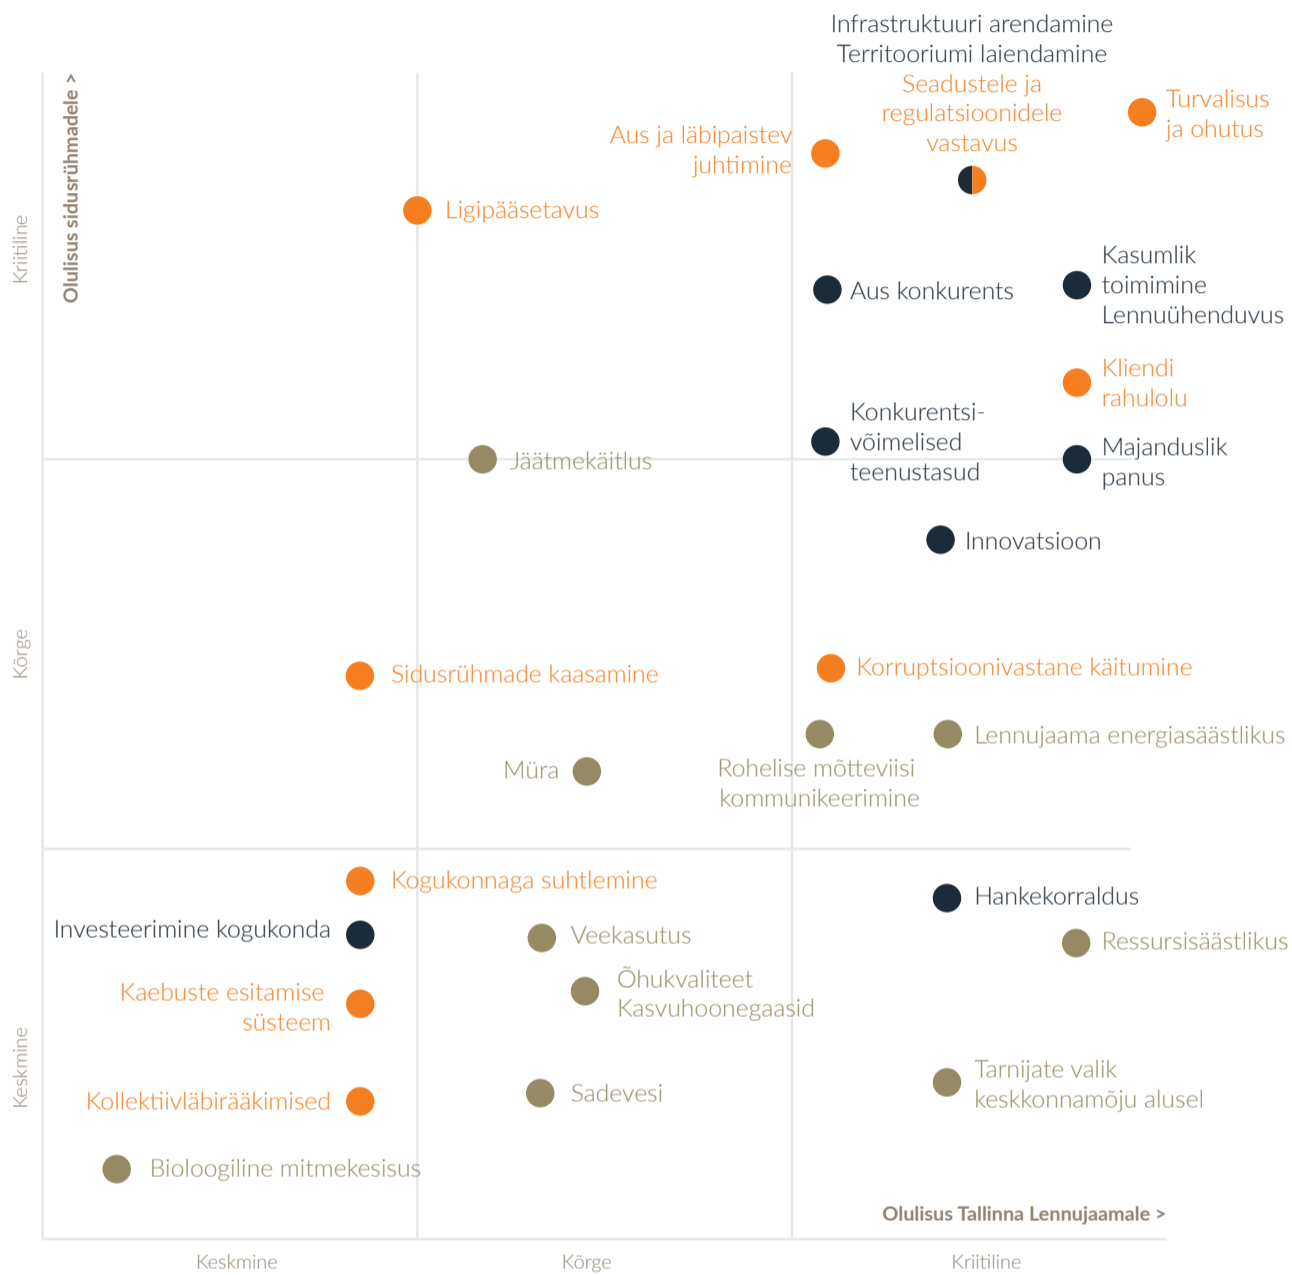 Infrastruktuuri arendamine
Territooriumi laiendamine
Seadustele ja
regulatsioonidele
vastavus
Turvalisus
ja ohutus
Aus ja läbipaistev
juhtimine
Olulisus sidusrühmadele >
Kriitiline
Ligipääsetavus
Aus konkurents
Kasumlik
toimimine
Lennuühenduvus
Kliendi
rahulolu
Konkurentsi-
võimelised
teenustasud
Majanduslik
panus
Jäätmekäitlus
Innovatsioon
Kõrge
Sidusrühmade kaasamine
Korruptsioonivastane käitumine
Lennujaama energiasäästlikus
Müra
Rohelise mõtteviisi
kommunikeerimine
Kogukonnaga suhtlemine
Hankekorraldus
Investeerimine kogukonda
Veekasutus
Ressursisäästlikus
Õhukvaliteet
Kasvuhoonegaasid
Kaebuste esitamise
süsteem
Keskmine
Tarnijate valik
keskkonnamõju alusel
Sadevesi
Kollektiivläbirääkimised
Bioloogiline mitmekesisus
Olulisus Tallinna Lennujaamale >
Keskmine
Kõrge
Kriitiline